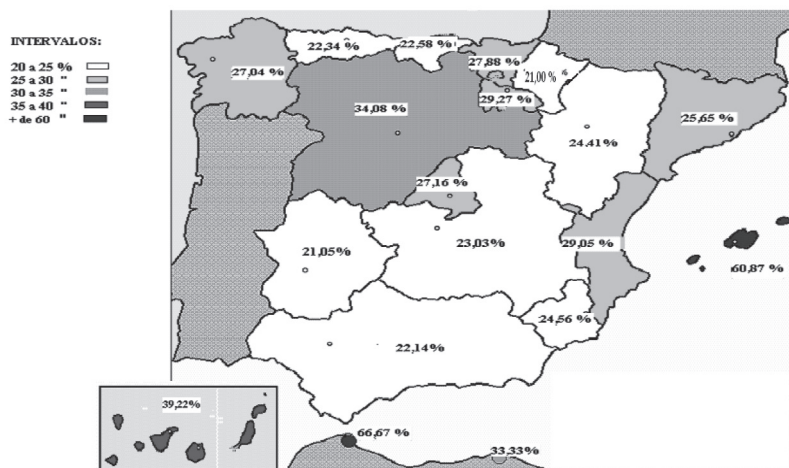 INTERVALOS:
20 a 25 %
25 a 30 "
30 a 35 "
35 a 40 "
+ de 60 "
22,34 %
22,58 %
27,88 %
21,00 % %
27,04 %
29,27 %
34,08 %
25,65 %
24.41 %
27,16 %
21,05%
23,03%
29,05 %
60,87 %
24,56 %
22,14%
39,22%
66,67 %
33,33%